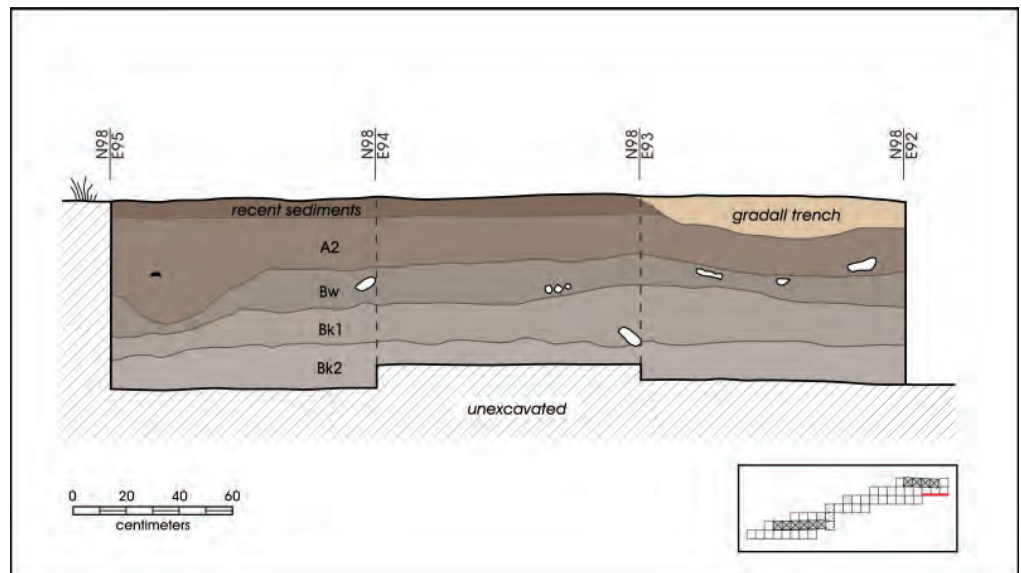 N98
E95
N98
E94
N98
E93
N98
E92
recent sediments
gradall trench
A2
Bw
Bk1
Bk2
unexcavated
0 20 40 60
centimeters